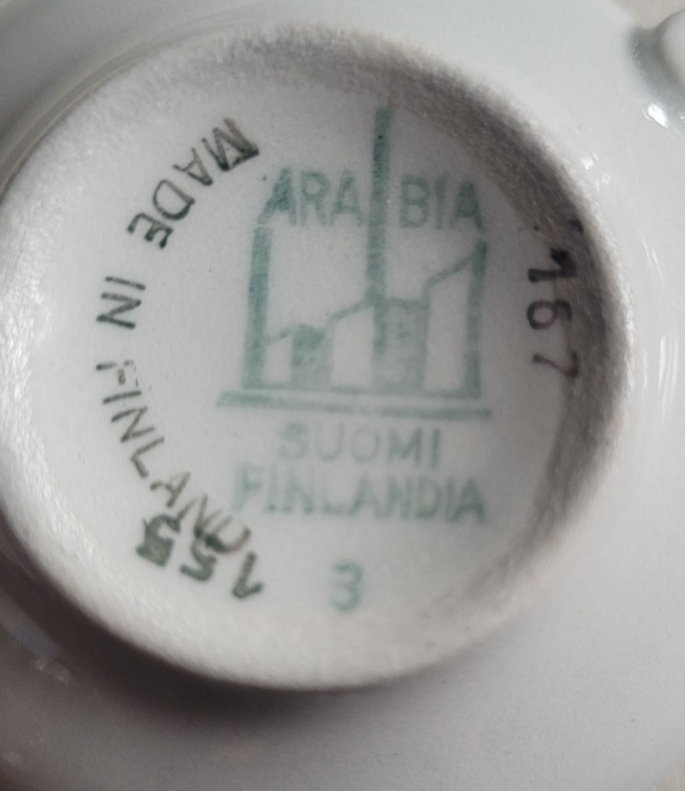 ARABIA
SUOMI
FINLANDIA
3
MADE IN FINLAND
155
167